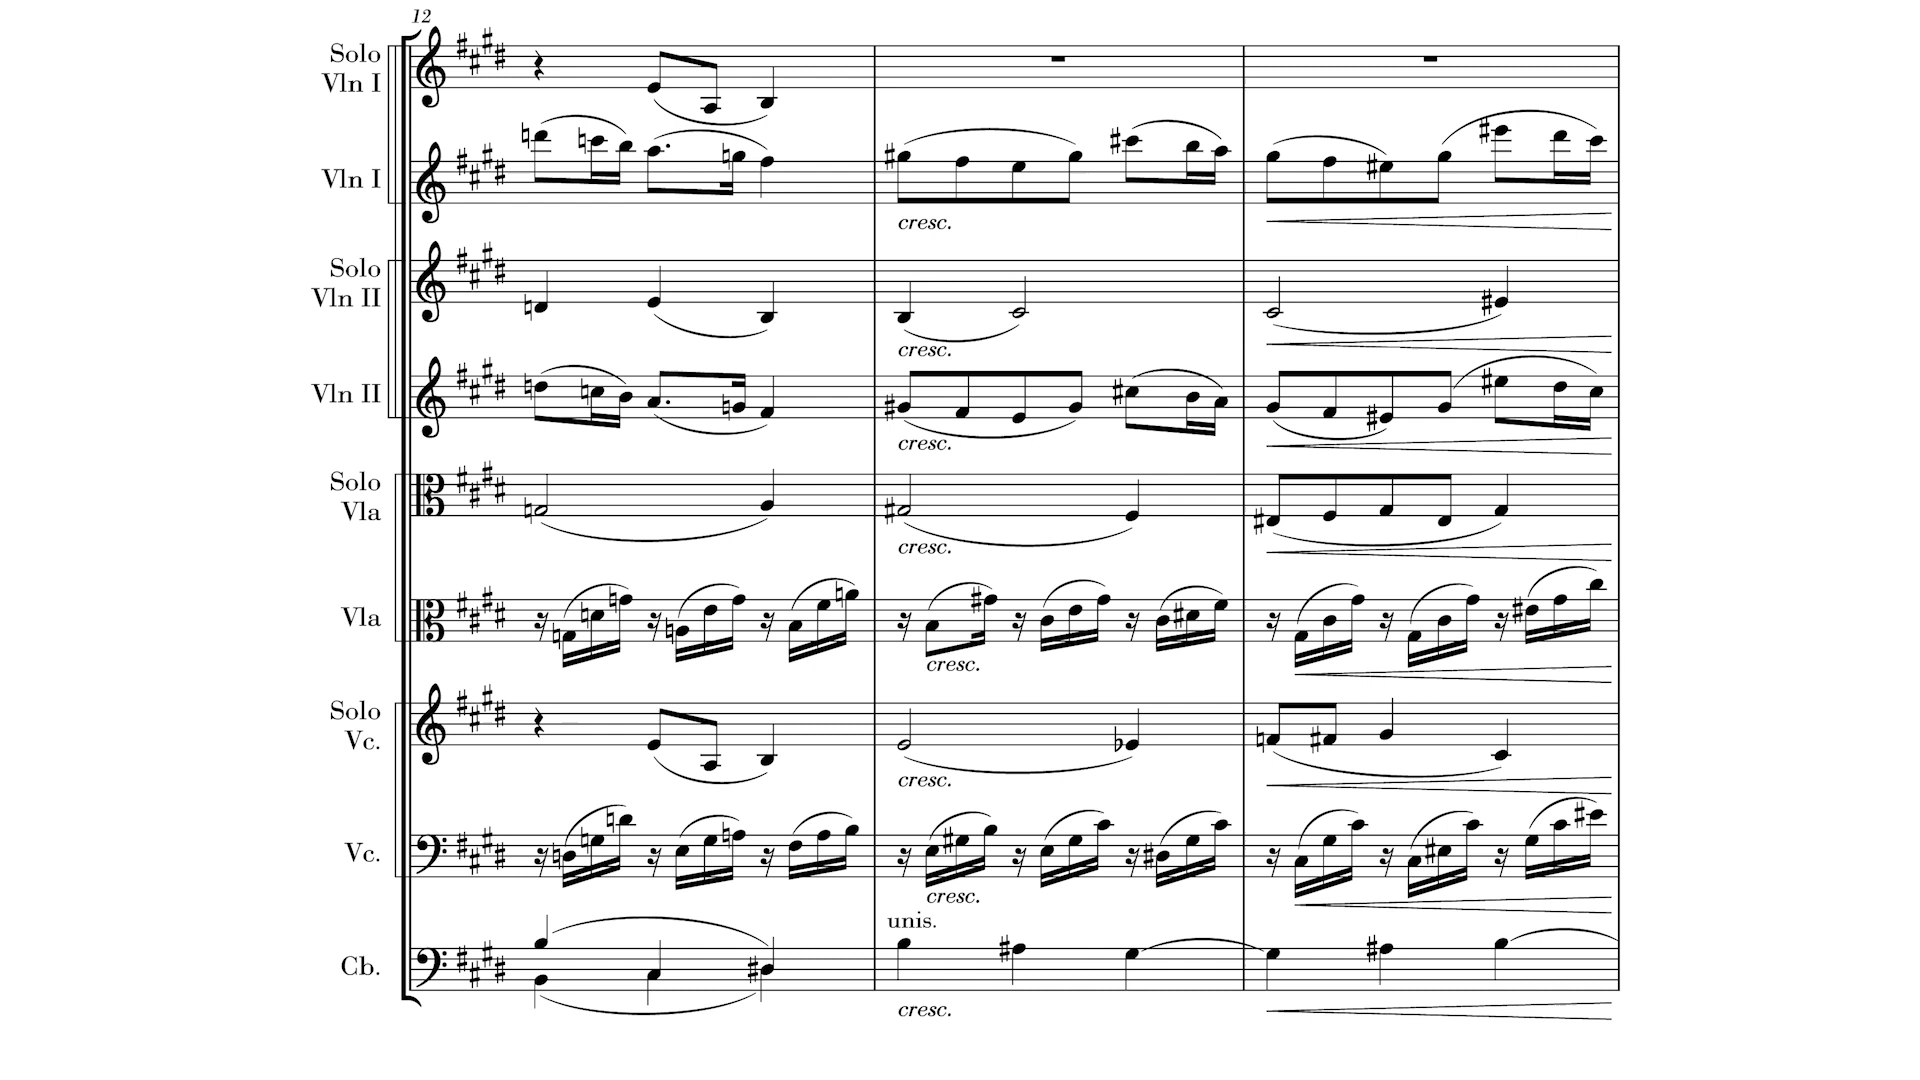 12
Solo
Vln I
Vln I
cresc.
Solo
Vln II
cresc.
Vln II
cresc.
Solo
Vla
cresc.
Vla
cresc.
Solo
Vc.
cresc.
Vc.
cresc.
unis.
Cb.
cresc.